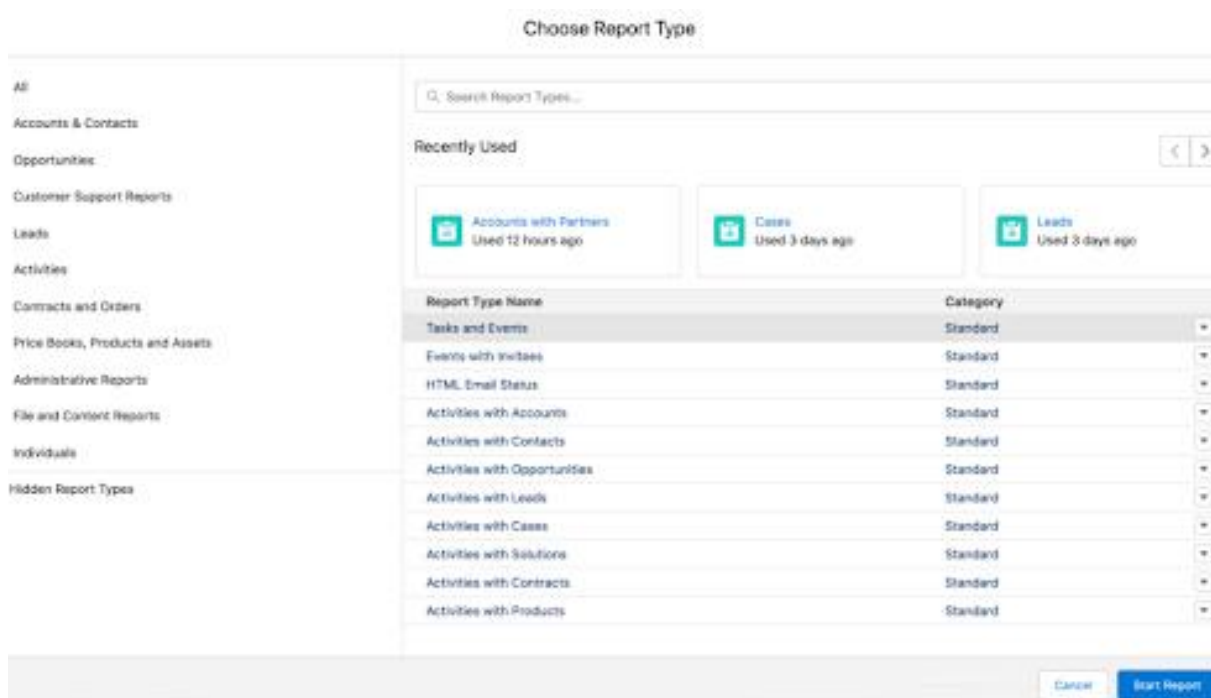 Choose Report Type
All
Accounts & Contacts
Opportunities
Customer Support Reports
Leads
Activities
Contracts and Orders
Price Books, Products and Assets
Administrative Reports
File and Content Reports
Individuals
Hidden Report Types
Search Report Types...
Recently Used
Accounts with Partners
Used 12 hours ago
Cases
Used 3 days ago
Leads
Used 3 days ago
Report Type Name Category
Tasks and Events Standard
Events with Invitees Standard
HTML Email Status Standard
Activities with Accounts Standard
Activities with Contacts Standard
Activities with Opportunities Standard
Activities with Leads Standard
Activities with Cases Standard
Activities with Solutions Standard
Activities with Contracts Standard
Activities with Products Standard
Cancel Start Report